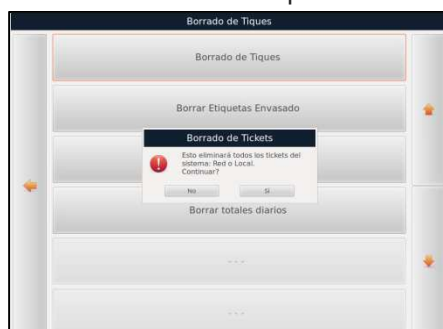 Borrado de Tiques
Borrado de Tiques
Borrar Etiquetas Envasado
Borrado de Tickets
Esto eliminará todos los tickets del
sistema: Red o Local.
Continuar?
No
Si
Borrar totales diarios
---
---